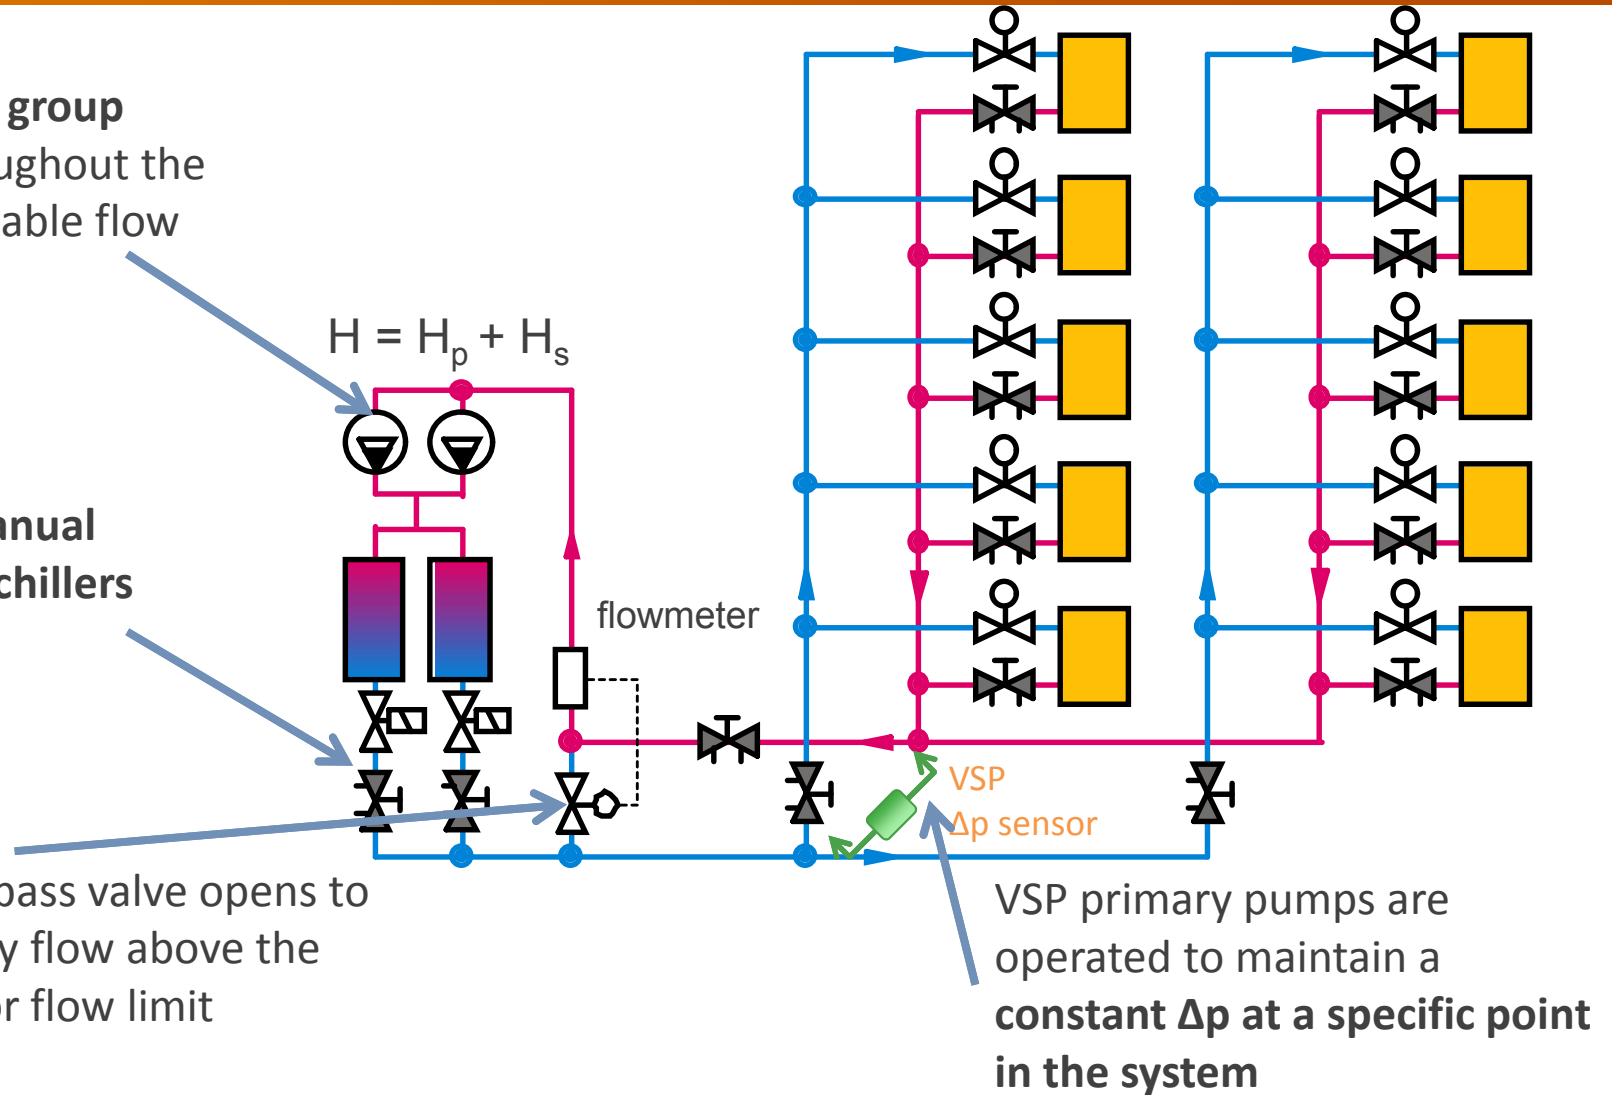 group
ughout the
able flow
H = Hp + Hs
anual
chillers
flowmeter
VSP
Δp sensor
pass valve opens to
y flow above the
r flow limit
VSP primary pumps are
operated to maintain a
constant Δp at a specific point
in the system